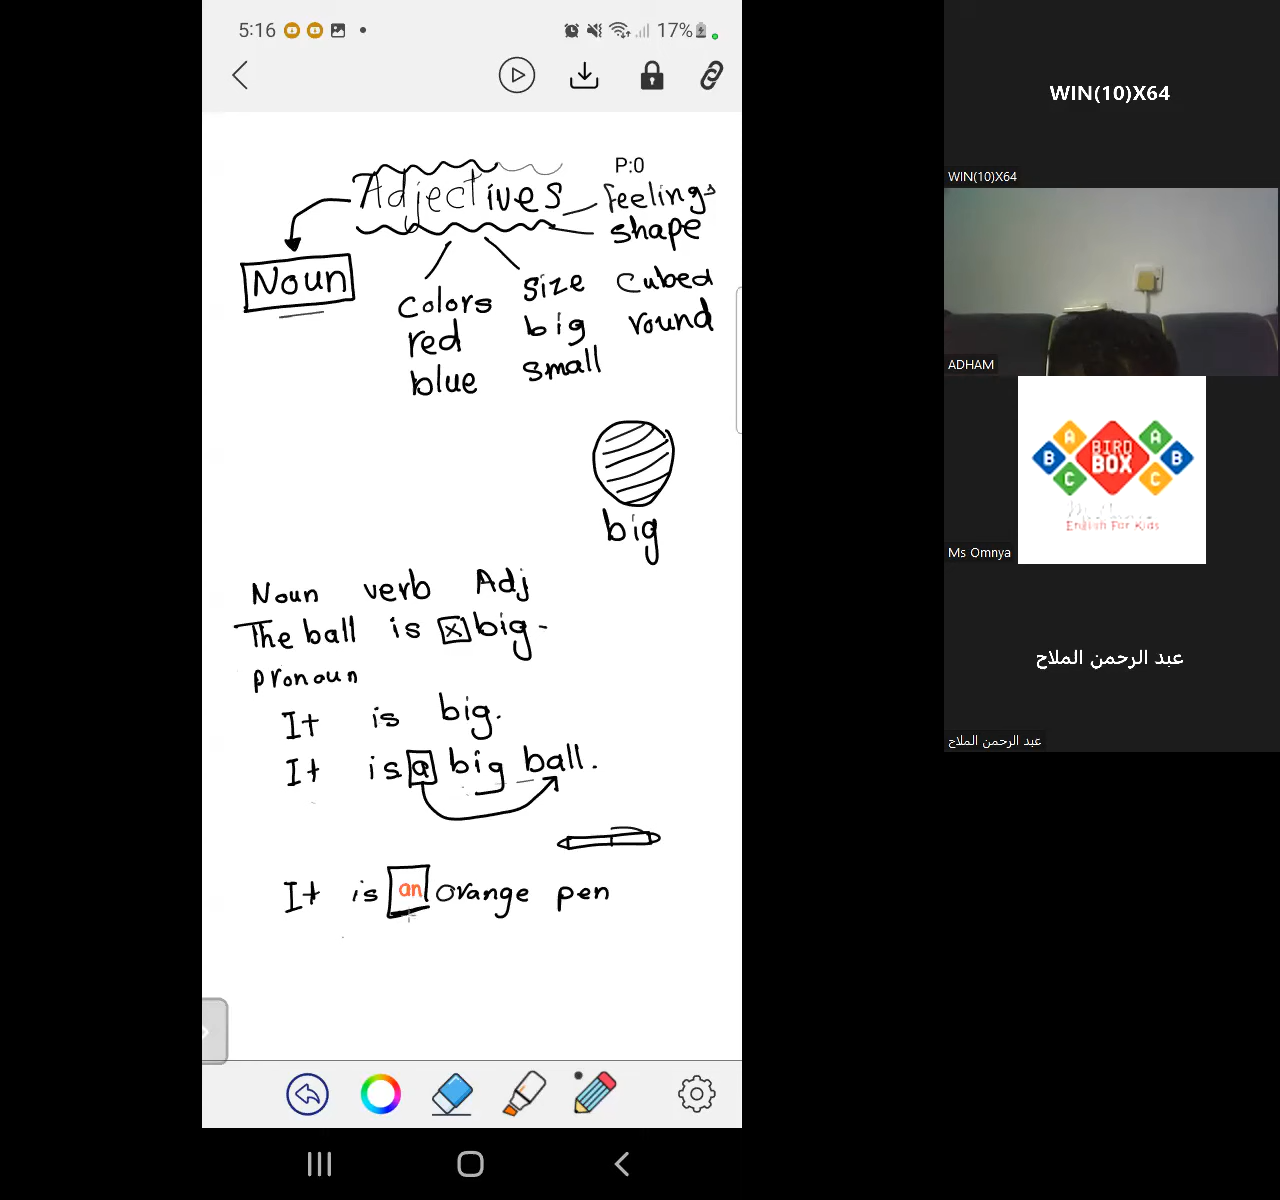 5:16
17%
P:0
Adjectives
feelings
shape
Noun
colors size cubed
red big round
blue small
big
Noun verb Adj
The ball is x big.
pronoun
It is big.
It is a big ball.
It is an orange pen
WIN(10)X64
WIN(10)X64
ADHAM
A A
B BIRD B
BOX
C C
English For Kids
Ms Omnya
عبد الرحمن الملاح
عبد الرحمن الملاح